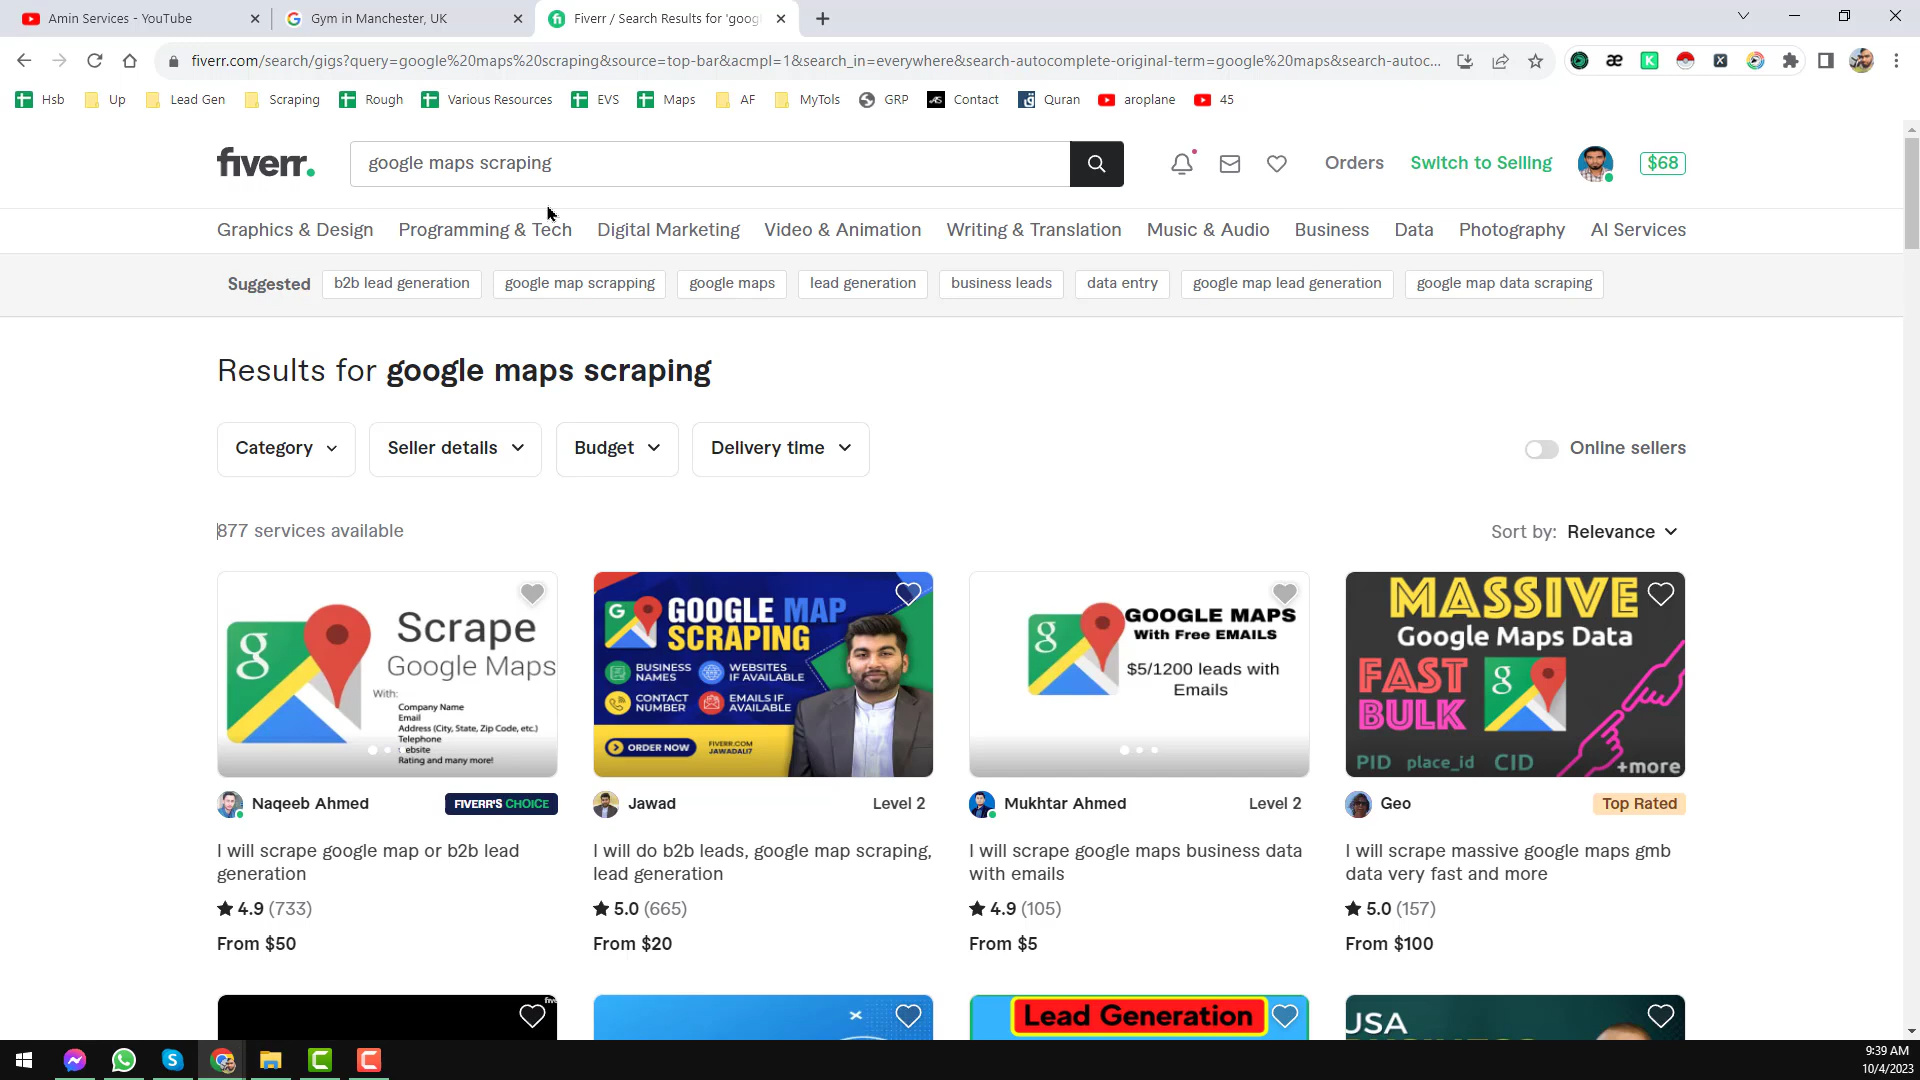 Amin Services - YouTube
Gym in Manchester, UK
Fiverr / Search Results for 'goog
fiverr.com/search/gigs?query=google%20maps%20scraping&source=top-bar&acmpl=1&search_in=everywhere&search-autocomplete-original-term=google%20maps&search-autoc...
Hsb Up Lead Gen Scraping Rough Various Resources EVS Maps AF MyTols GRP Contact Quran aroplane 45
fiverr.
google maps scraping
Orders
Switch to Selling
$68
Graphics & Design Programming & Tech Digital Marketing Video & Animation Writing & Translation Music & Audio Business Data Photography AI Services
Suggested b2b lead generation google map scrapping google maps lead generation business leads data entry google map lead generation google map data scraping
Results for google maps scraping
Category Seller details Budget Delivery time
Online sellers
877 services available
Sort by: Relevance
Scrape
Google Maps
With:
Company Name
Email
Address (City, State, Zip Code, etc.)
Telephone
ebsite
Rating and many more!
Naqeeb Ahmed
FIVERR'S CHOICE
I will scrape google map or b2b lead
generation
4.9 (733)
From $50
GOOGLE MAP
SCRAPING
BUSINESS
NAMES
WEBSITES
IF AVAILABLE
CONTACT
NUMBER
EMAILS IF
AVAILABLE
ORDER NOW
FIVERR.COM
JAWADALI7
Jawad
Level 2
I will do b2b leads, google map scraping,
lead generation
5.0 (665)
From $20
GOOGLE MAPS
With Free EMAILS
$5/1200 leads with
Emails
Mukhtar Ahmed
Level 2
I will scrape google maps business data
with emails
4.9 (105)
From $5
MASSIVE
Google Maps Data
FAST
BULK
PID place_id CID
+more
Geo
Top Rated
I will scrape massive google maps gmb
data very fast and more
5.0 (157)
From $100
Lead Generation
USA
9:39 AM
10/4/2023